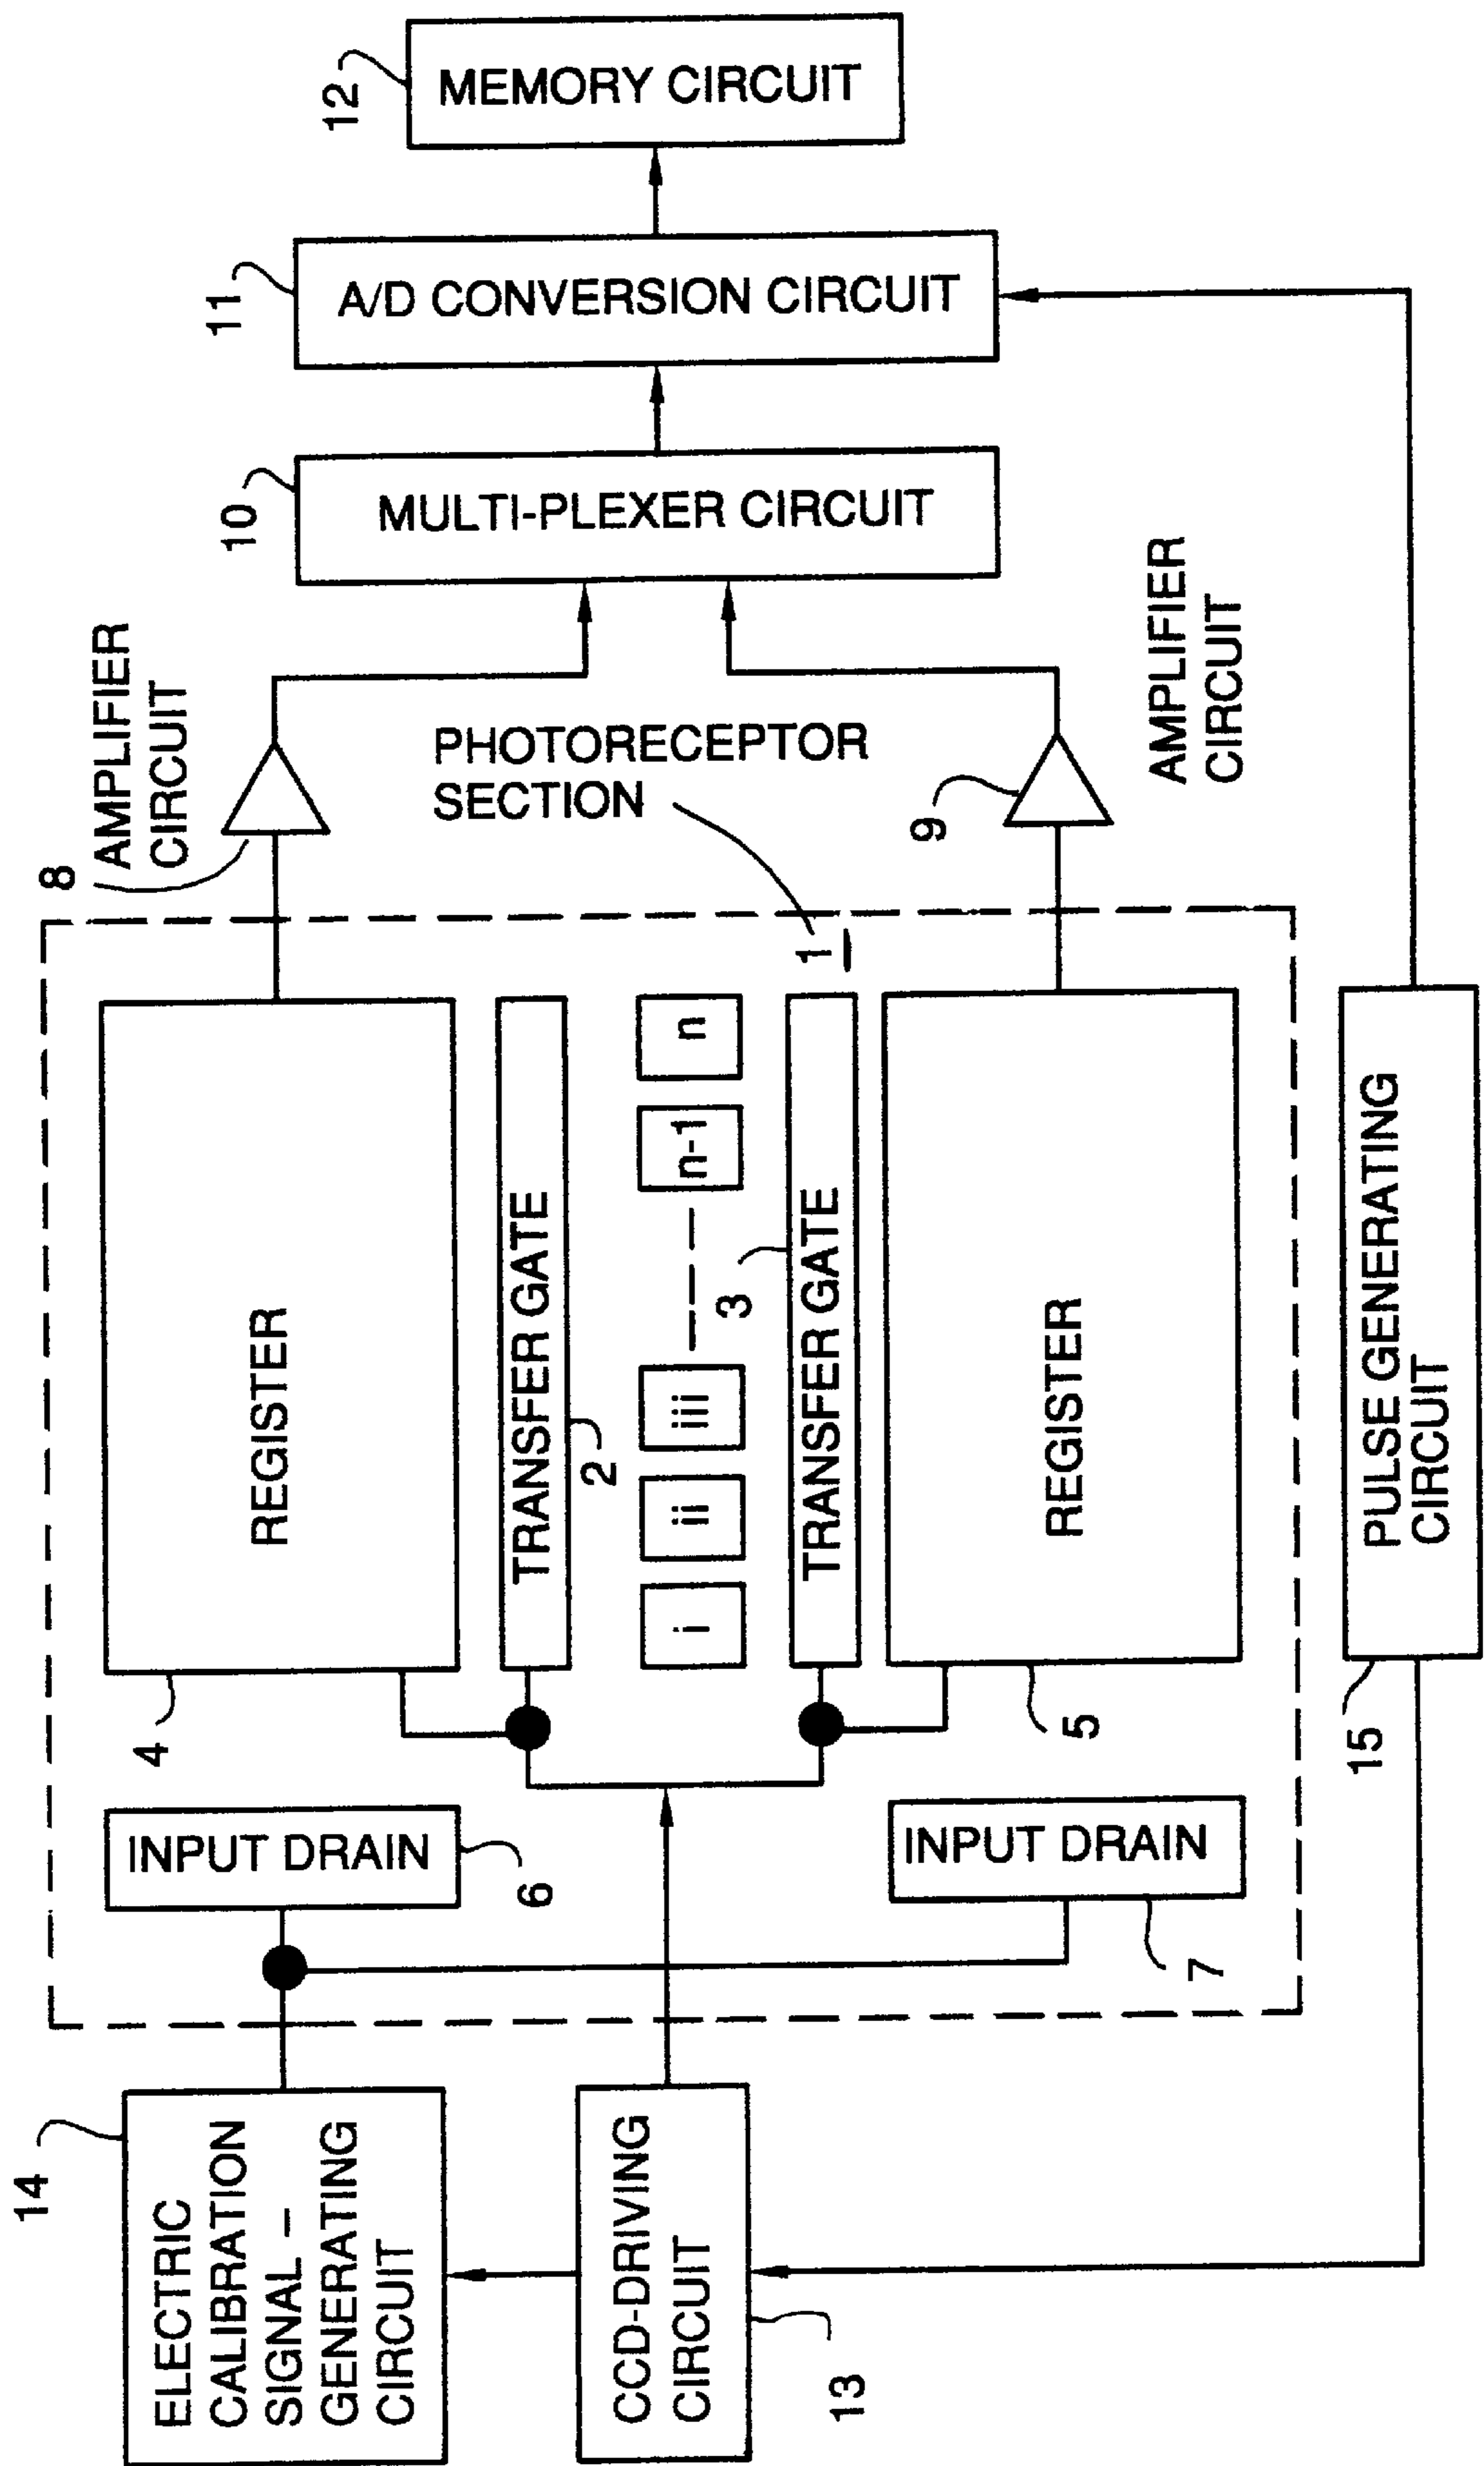 12
MEMORY CIRCUIT
11
A/D CONVERSION CIRCUIT
10
MULTI-PLEXER CIRCUIT
8
AMPLIFIER
CIRCUIT
PHOTORECEPTOR
SECTION
1
9
AMPLIFIER
CIRCUIT
REGISTER
4
TRANSFER GATE
2
i
ii
iii
n-1
n
3
TRANSFER GATE
REGISTER
5
INPUT DRAIN
6
INPUT DRAIN
7
14
ELECTRIC
CALIBRATION
SIGNAL –
GENERATING
CIRCUIT
CCD-DRIVING
CIRCUIT
13
PULSE GENERATING
CIRCUIT
15